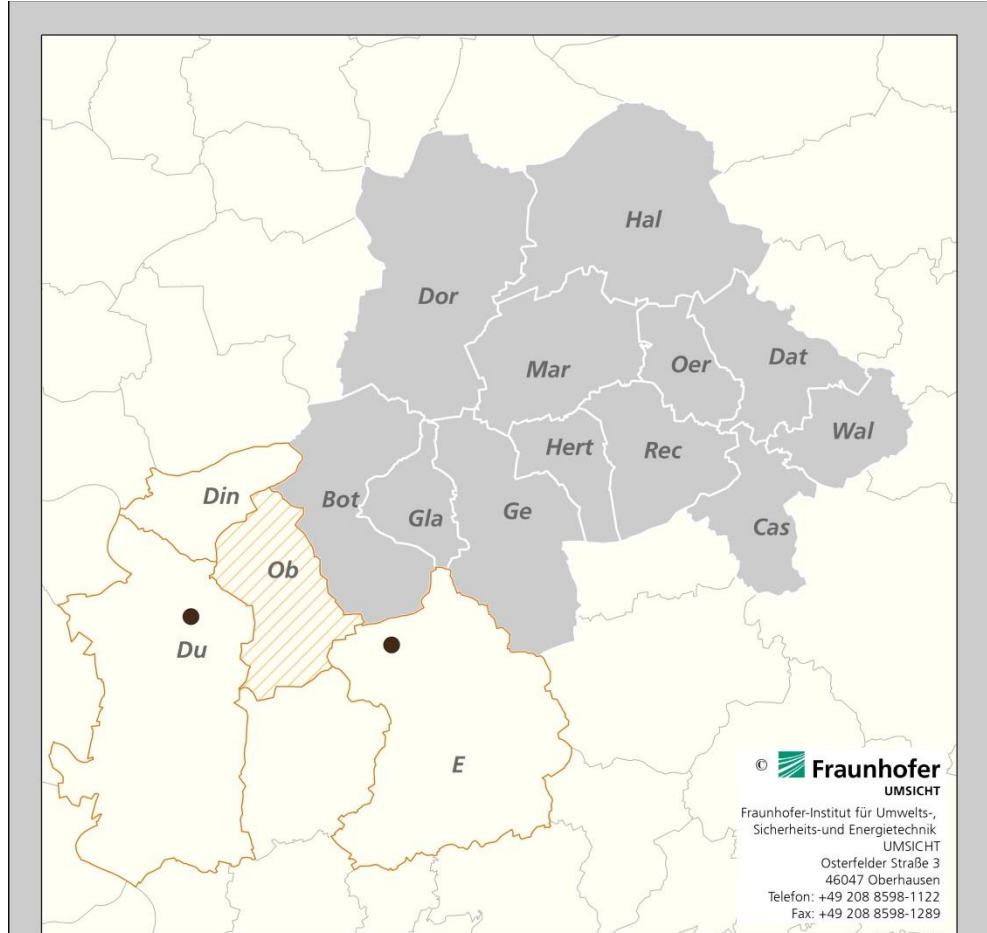 Hal
Dor
Mar
Oer
Dat
Wal
Hert
Rec
Din
Bot
Gla
Ge
Cas
Ob
Du
E
© Fraunhofer
UMSICHT
Fraunhofer-Institut für Umwelts-,
Sicherheits-und Energietechnik
UMSICHT
Osterfelder Straße 3
46047 Oberhausen
Telefon: +49 208 8598-1122
Fax: +49 208 8598-1289